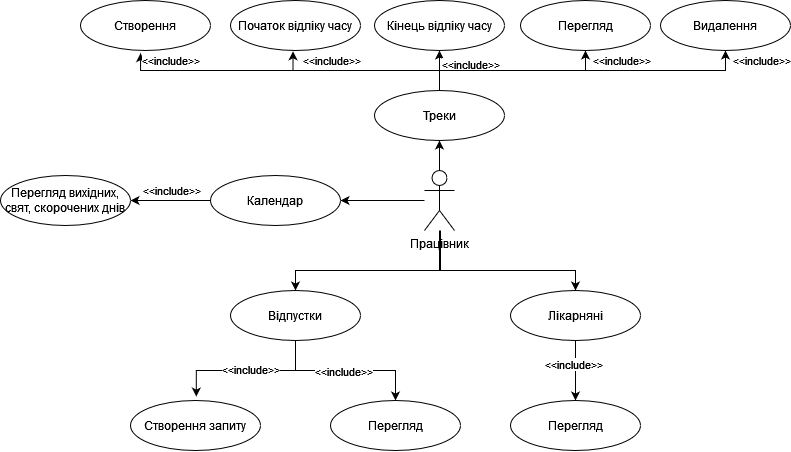 Створення
Початок відліку часу
Кінець відліку часу
Перегляд
Видалення
<<include>>
<<include>>
<<include>>
<<include>>
<<include>>
Треки
Перегляд вихідних,
свят, скорочених днів
<<include>>
Календар
Працівник
Відпустки
Лікарняні
<<include>>
<<include>>
<<include>>
Створення запиту
Перегляд
Перегляд